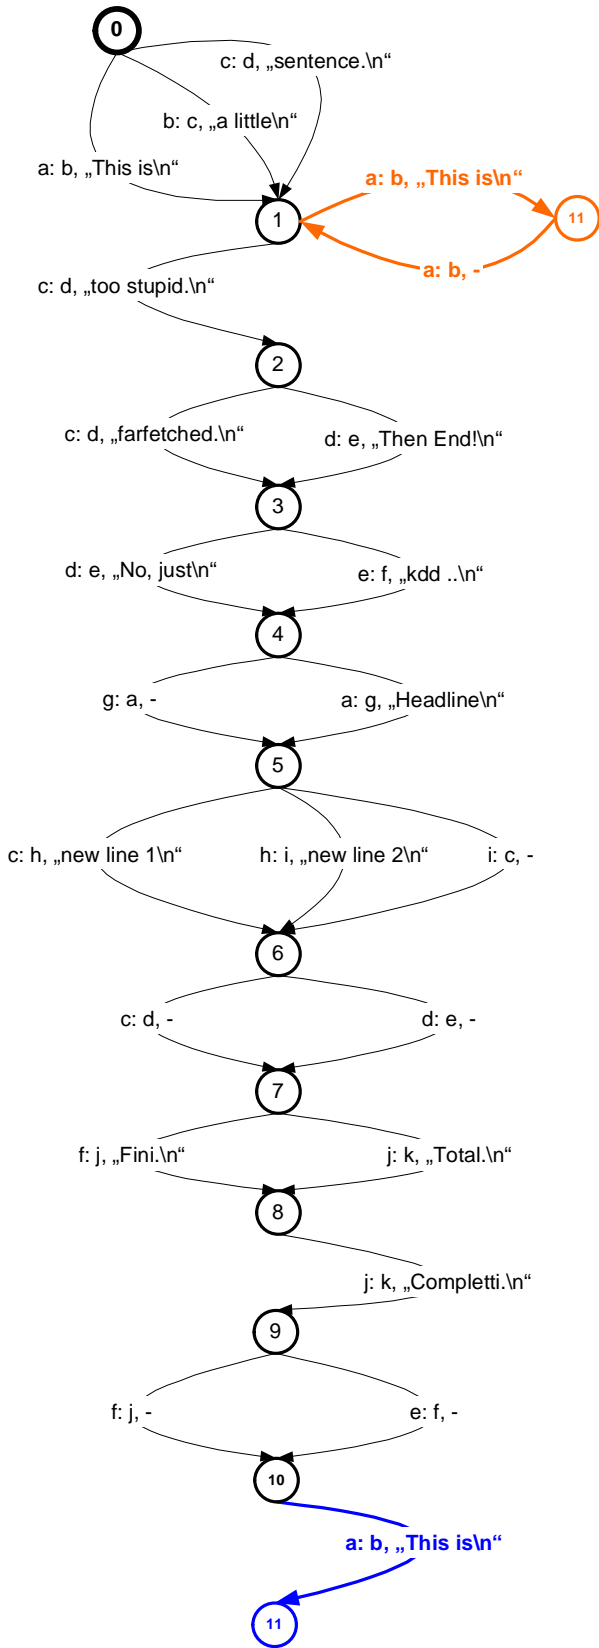 0
c: d, „sentence.\n“
b: c, „a little\n“
a: b, „This is\n“
a: b, „This is\n“
1
11
a: b, -
c: d, „too stupid.\n“
2
c: d, „farfetched.\n“
d: e, „Then End!\n“
3
d: e, „No, just\n“
e: f, „kdd ..\n“
4
g: a, -
a: g, „Headline\n“
5
c: h, „new line 1\n“
h: i, „new line 2\n“
i: c, -
6
c: d, -
d: e, -
7
f: j, „Fini.\n“
j: k, „Total.\n“
8
j: k, „Completti.\n“
9
f: j, -
e: f, -
10
a: b, „This is\n“
11